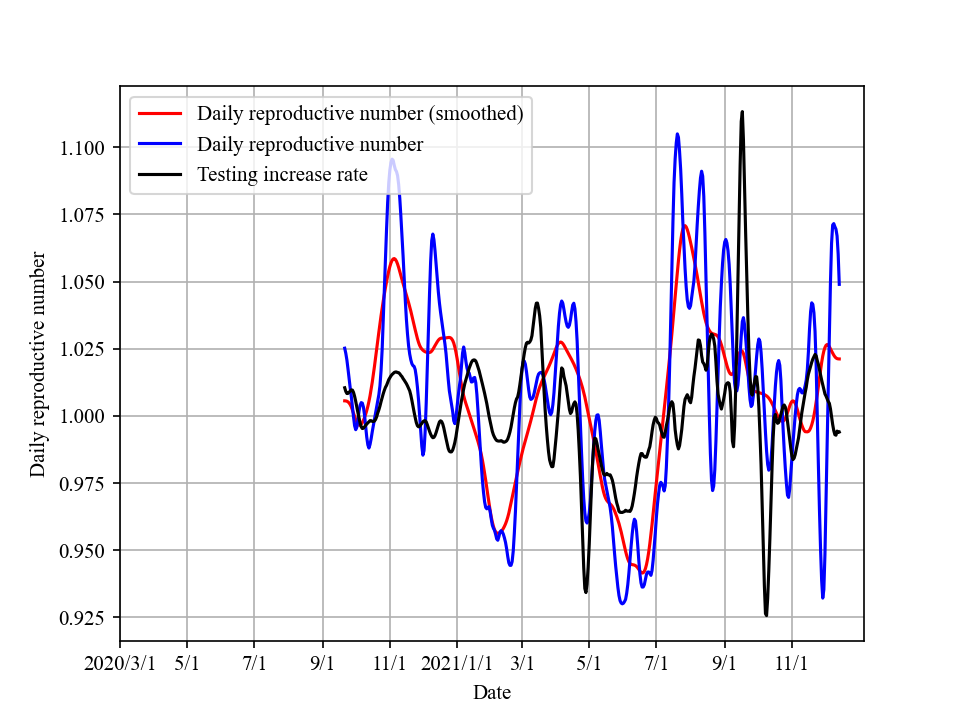 Daily reproductive number (smoothed)
Daily reproductive number
Testing increase rate
Daily reproductive number
1.100
1.075
1.050
1.025
1.000
0.975
0.950
0.925
2020/3/1 5/1 7/1 9/1 11/1 2021/1/1 3/1 5/1 7/1 9/1 11/1
Date